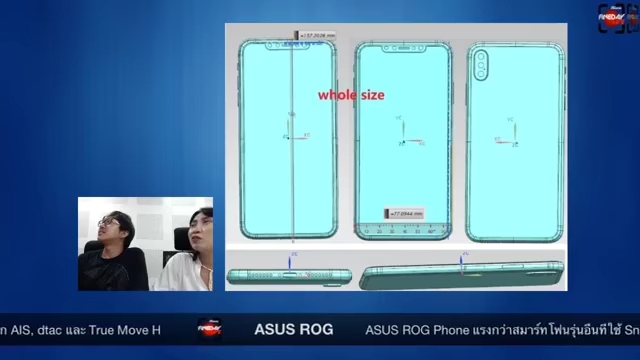 =157.2026 mm
whole size
=77.0944 mm
ก AIS, dtac และ True Move H
ASUS ROG
ASUS ROG Phone แรงกว่าสมาร์ทโฟนรุ่นอื่นที่ใช้ Sn